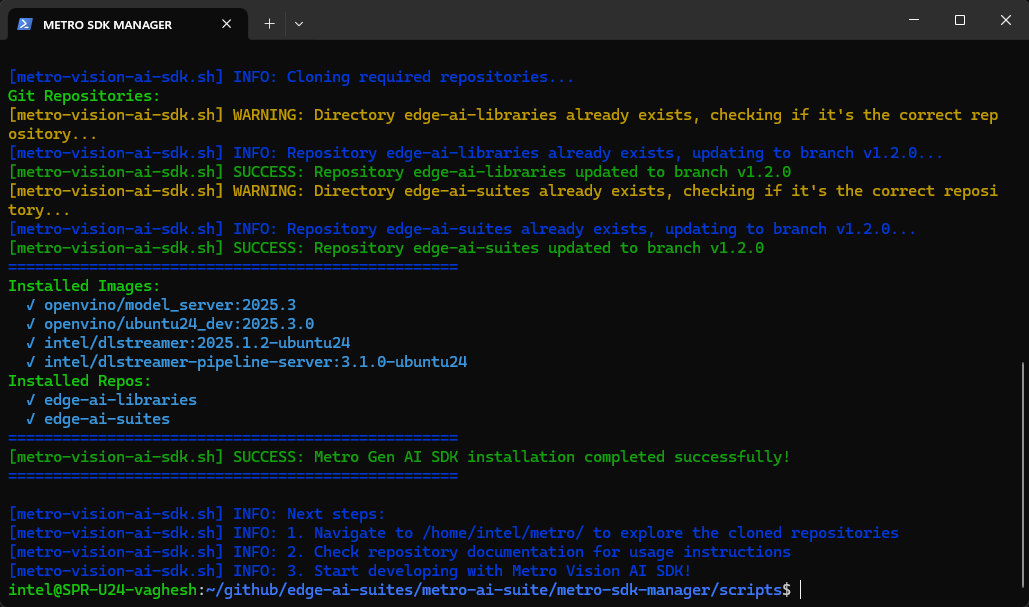 METRO SDK MANAGER
[metro-vision-ai-sdk.sh] INFO: Cloning required repositories...
Git Repositories:
[metro-vision-ai-sdk.sh] WARNING: Directory edge-ai-libraries already exists, checking if it's the correct rep
ository...
[metro-vision-ai-sdk.sh] INFO: Repository edge-ai-libraries already exists, updating to branch v1.2.0...
[metro-vision-ai-sdk.sh] SUCCESS: Repository edge-ai-libraries updated to branch v1.2.0
[metro-vision-ai-sdk.sh] WARNING: Directory edge-ai-suites already exists, checking if it's the correct reposi
tory...
[metro-vision-ai-sdk.sh] INFO: Repository edge-ai-suites already exists, updating to branch v1.2.0...
[metro-vision-ai-sdk.sh] SUCCESS: Repository edge-ai-suites updated to branch v1.2.0
==================================================
Installed Images:
✓ openvino/model_server:2025.3
✓ openvino/ubuntu24_dev:2025.3.0
✓ intel/dlstreamer:2025.1.2-ubuntu24
✓ intel/dlstreamer-pipeline-server:3.1.0-ubuntu24
Installed Repos:
✓ edge-ai-libraries
✓ edge-ai-suites
==================================================
[metro-vision-ai-sdk.sh] SUCCESS: Metro Gen AI SDK installation completed successfully!
==================================================
[metro-vision-ai-sdk.sh] INFO: Next steps:
[metro-vision-ai-sdk.sh] INFO: 1. Navigate to /home/intel/metro/ to explore the cloned repositories
[metro-vision-ai-sdk.sh] INFO: 2. Check repository documentation for usage instructions
[metro-vision-ai-sdk.sh] INFO: 3. Start developing with Metro Vision AI SDK!
intel@SPR-U24-vaghesh:~/github/edge-ai-suites/metro-ai-suite/metro-sdk-manager/scripts$